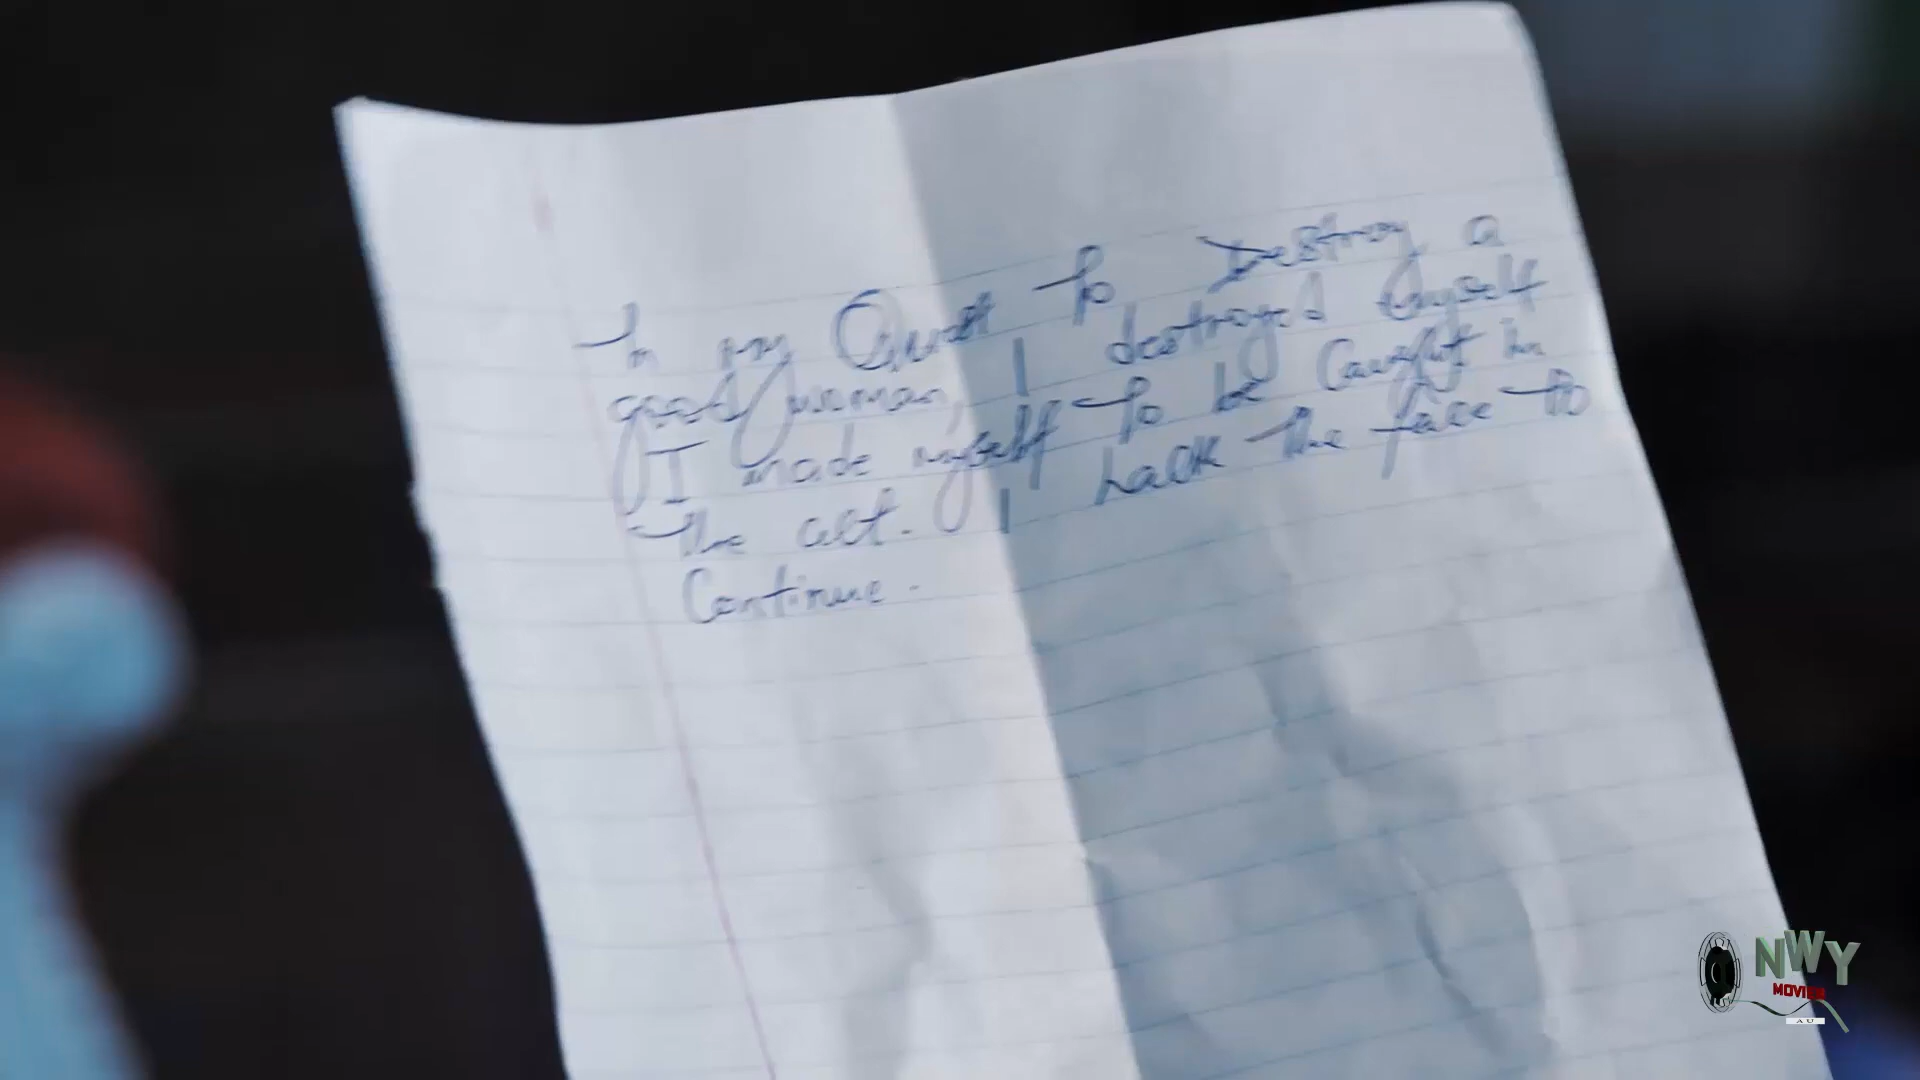 In my Quest to Destroy a
good woman, I destroyed myself
I made myself to be Caught in
the act. I Lack the face to
Continue.
NWY
MOVIES
AU